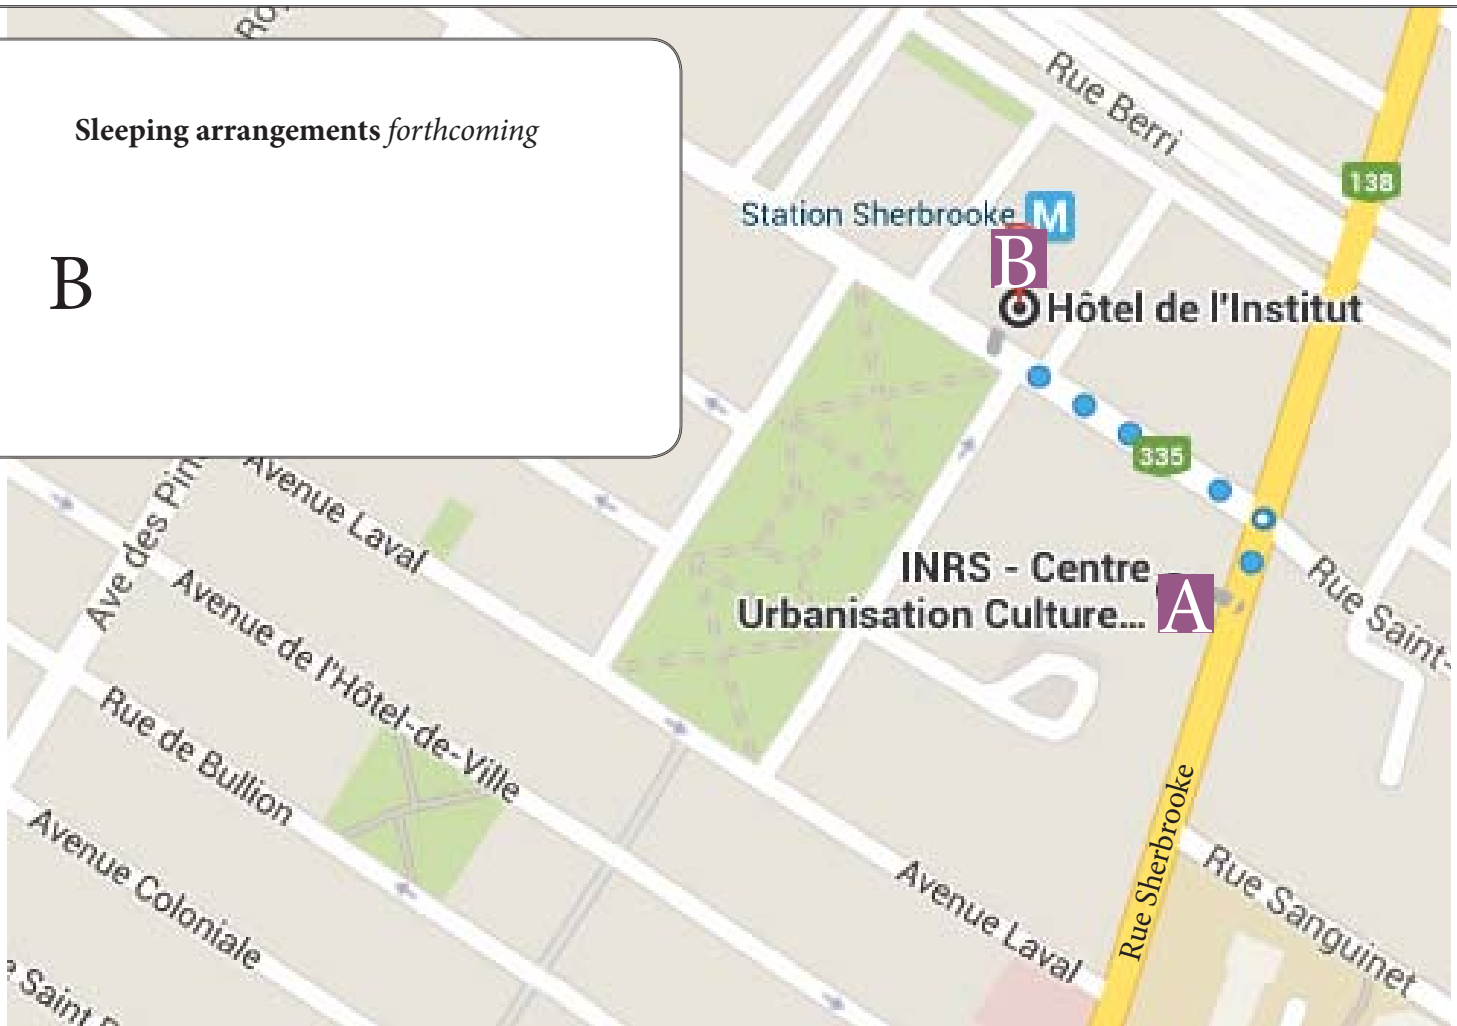 Sleeping arrangements forthcoming
B
Rue Berri
138
Station Sherbrooke M
B
Hôtel de l'Institut
335
INRS - Centre
Urbanisation Culture...
A
Rue Saint-
Avenue Laval
Ave des Pin
Avenue de l'Hôtel-de-Ville
Rue de Bullion
Avenue Coloniale
Rue Sherbrooke
Avenue Laval
Rue Sanguinet
Saint